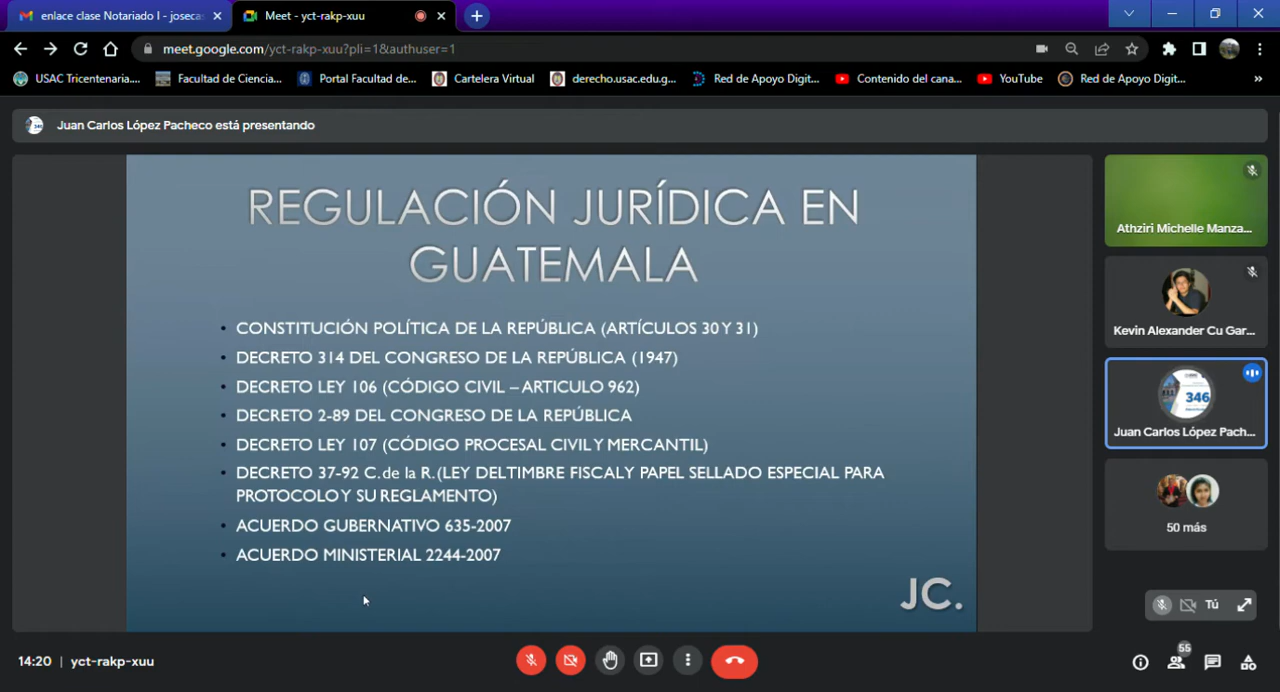 enlace clase Notariado I - joseca
Meet - yct-rakp-xuu
meet.google.com/yct-rakp-xuu?pli=1&authuser=1
USAC Tricentenaria....
Facultad de Ciencia...
Portal Facultad de...
Cartelera Virtual
derecho.usac.edu.g...
Red de Apoyo Digit...
Contenido del cana...
YouTube
Red de Apoyo Digit...
346
Juan Carlos López Pacheco está presentando
REGULACIÓN JURÍDICA EN
GUATEMALA
• CONSTITUCIÓN POLÍTICA DE LA REPÚBLICA (ARTÍCULOS 30 Y 31)
• DECRETO 314 DEL CONGRESO DE LA REPÚBLICA (1947)
• DECRETO LEY 106 (CÓDIGO CIVIL – ARTICULO 962)
• DECRETO 2-89 DEL CONGRESO DE LA REPÚBLICA
• DECRETO LEY 107 (CÓDIGO PROCESAL CIVIL Y MERCANTIL)
• DECRETO 37-92 C. de la R. (LEY DEL TIMBRE FISCAL Y PAPEL SELLADO ESPECIAL PARA
PROTOCOLO Y SU REGLAMENTO)
• ACUERDO GUBERNATIVO 635-2007
• ACUERDO MINISTERIAL 2244-2007
JC.
Athziri Michelle Manza...
Kevin Alexander Cu Gar...
346
Juan Carlos López Pach...
50 más
Tú
14:20 | yct-rakp-xuu
55